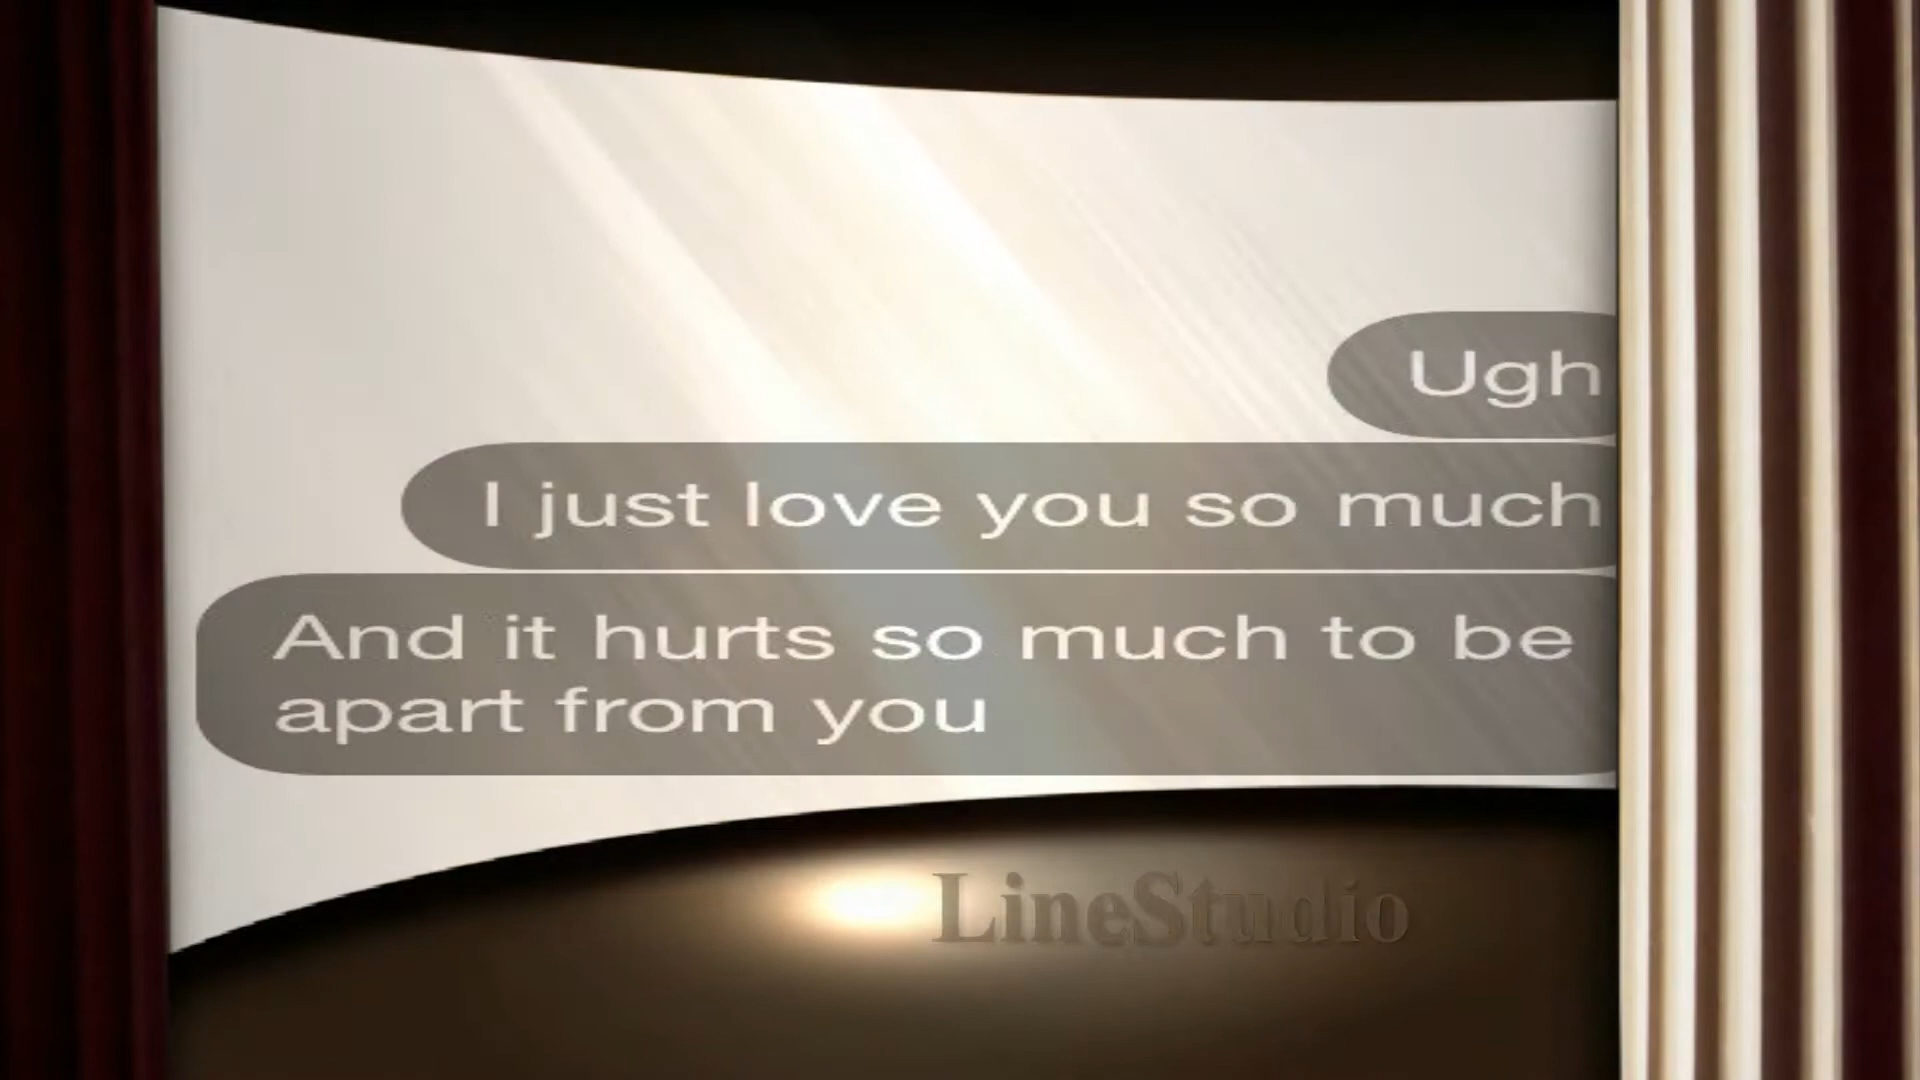 Ugh
I just love you so much
And it hurts so much to be
apart from you
LineStudio